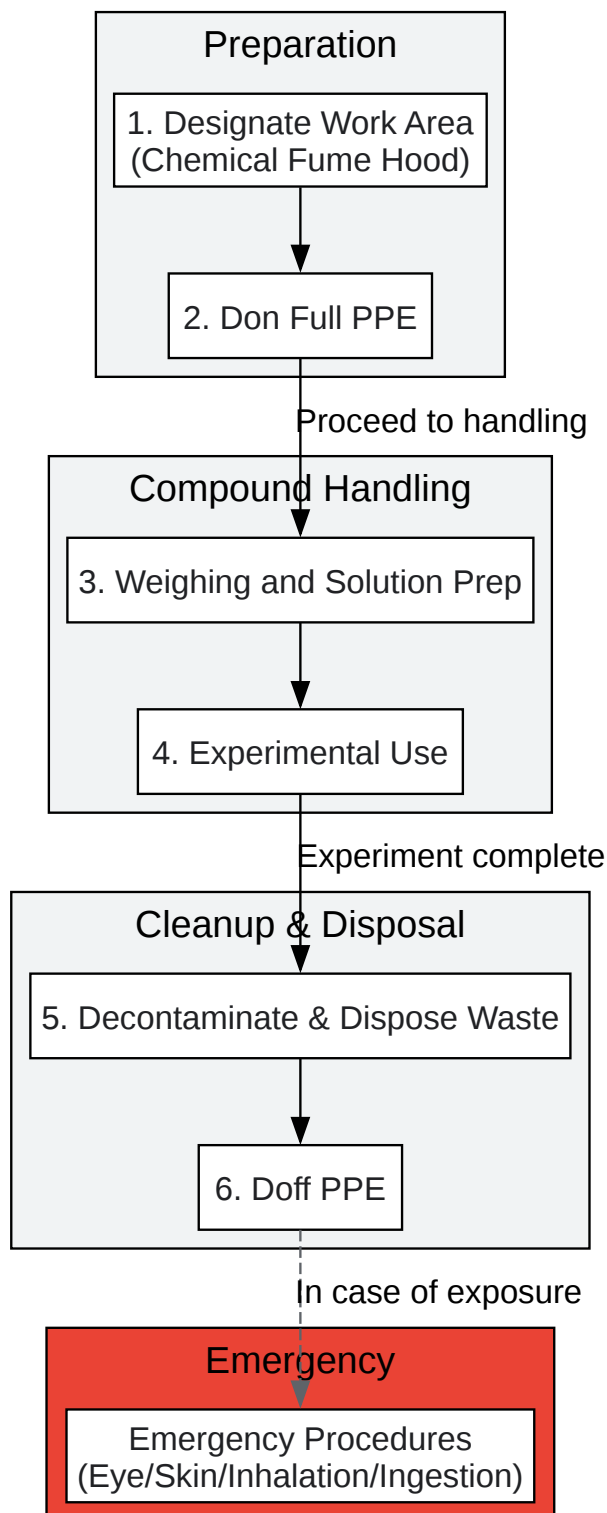 Preparation
1. Designate Work Area
(Chemical Fume Hood)
2. Don Full PPE
Proceed to handling
Compound Handling
3. Weighing and Solution Prep
4. Experimental Use
Experiment complete
Cleanup & Disposal
5. Decontaminate & Dispose Waste
6. Doff PPE
In case of exposure
Emergency
Emergency Procedures
(Eye/Skin/Inhalation/Ingestion)